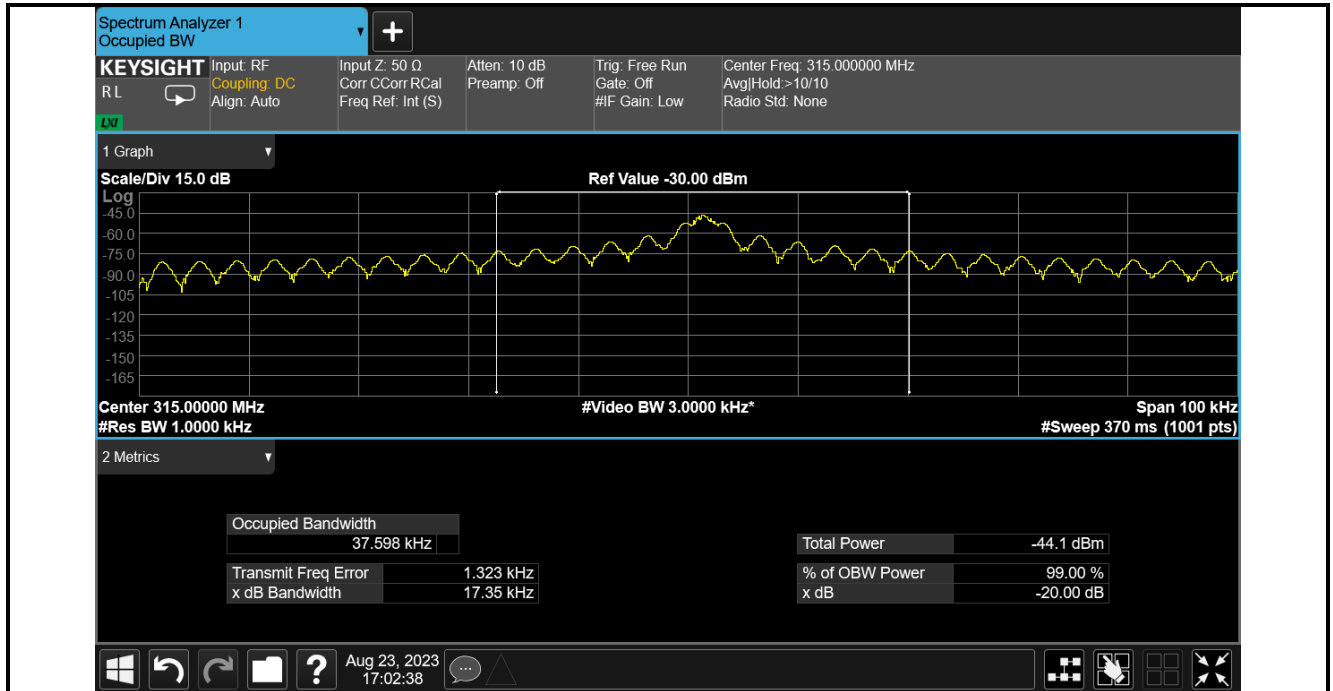 Spectrum Analyzer 1
Occupied BW
+
KEYSIGHT
R L
LXI
Input: RF
Coupling: DC
Align: Auto
Input Z: 50 Ω
Corr CCorr RCal
Freq Ref: Int (S)
Atten: 10 dB
Preamp: Off
Trig: Free Run
Gate: Off
#IF Gain: Low
Center Freq: 315.000000 MHz
Avg|Hold:>10/10
Radio Std: None
1 Graph
Scale/Div 15.0 dB
Ref Value -30.00 dBm
Log
-45.0
-60.0
-75.0
-90.0
-105
-120
-135
-150
-165
Center 315.00000 MHz
#Video BW 3.0000 kHz*
Span 100 kHz
#Res BW 1.0000 kHz
#Sweep 370 ms (1001 pts)
2 Metrics
Occupied Bandwidth
37.598 kHz
Total Power -44.1 dBm
Transmit Freq Error 1.323 kHz
% of OBW Power 99.00 %
x dB Bandwidth 17.35 kHz
x dB -20.00 dB
?
Aug 23, 2023
17:02:38